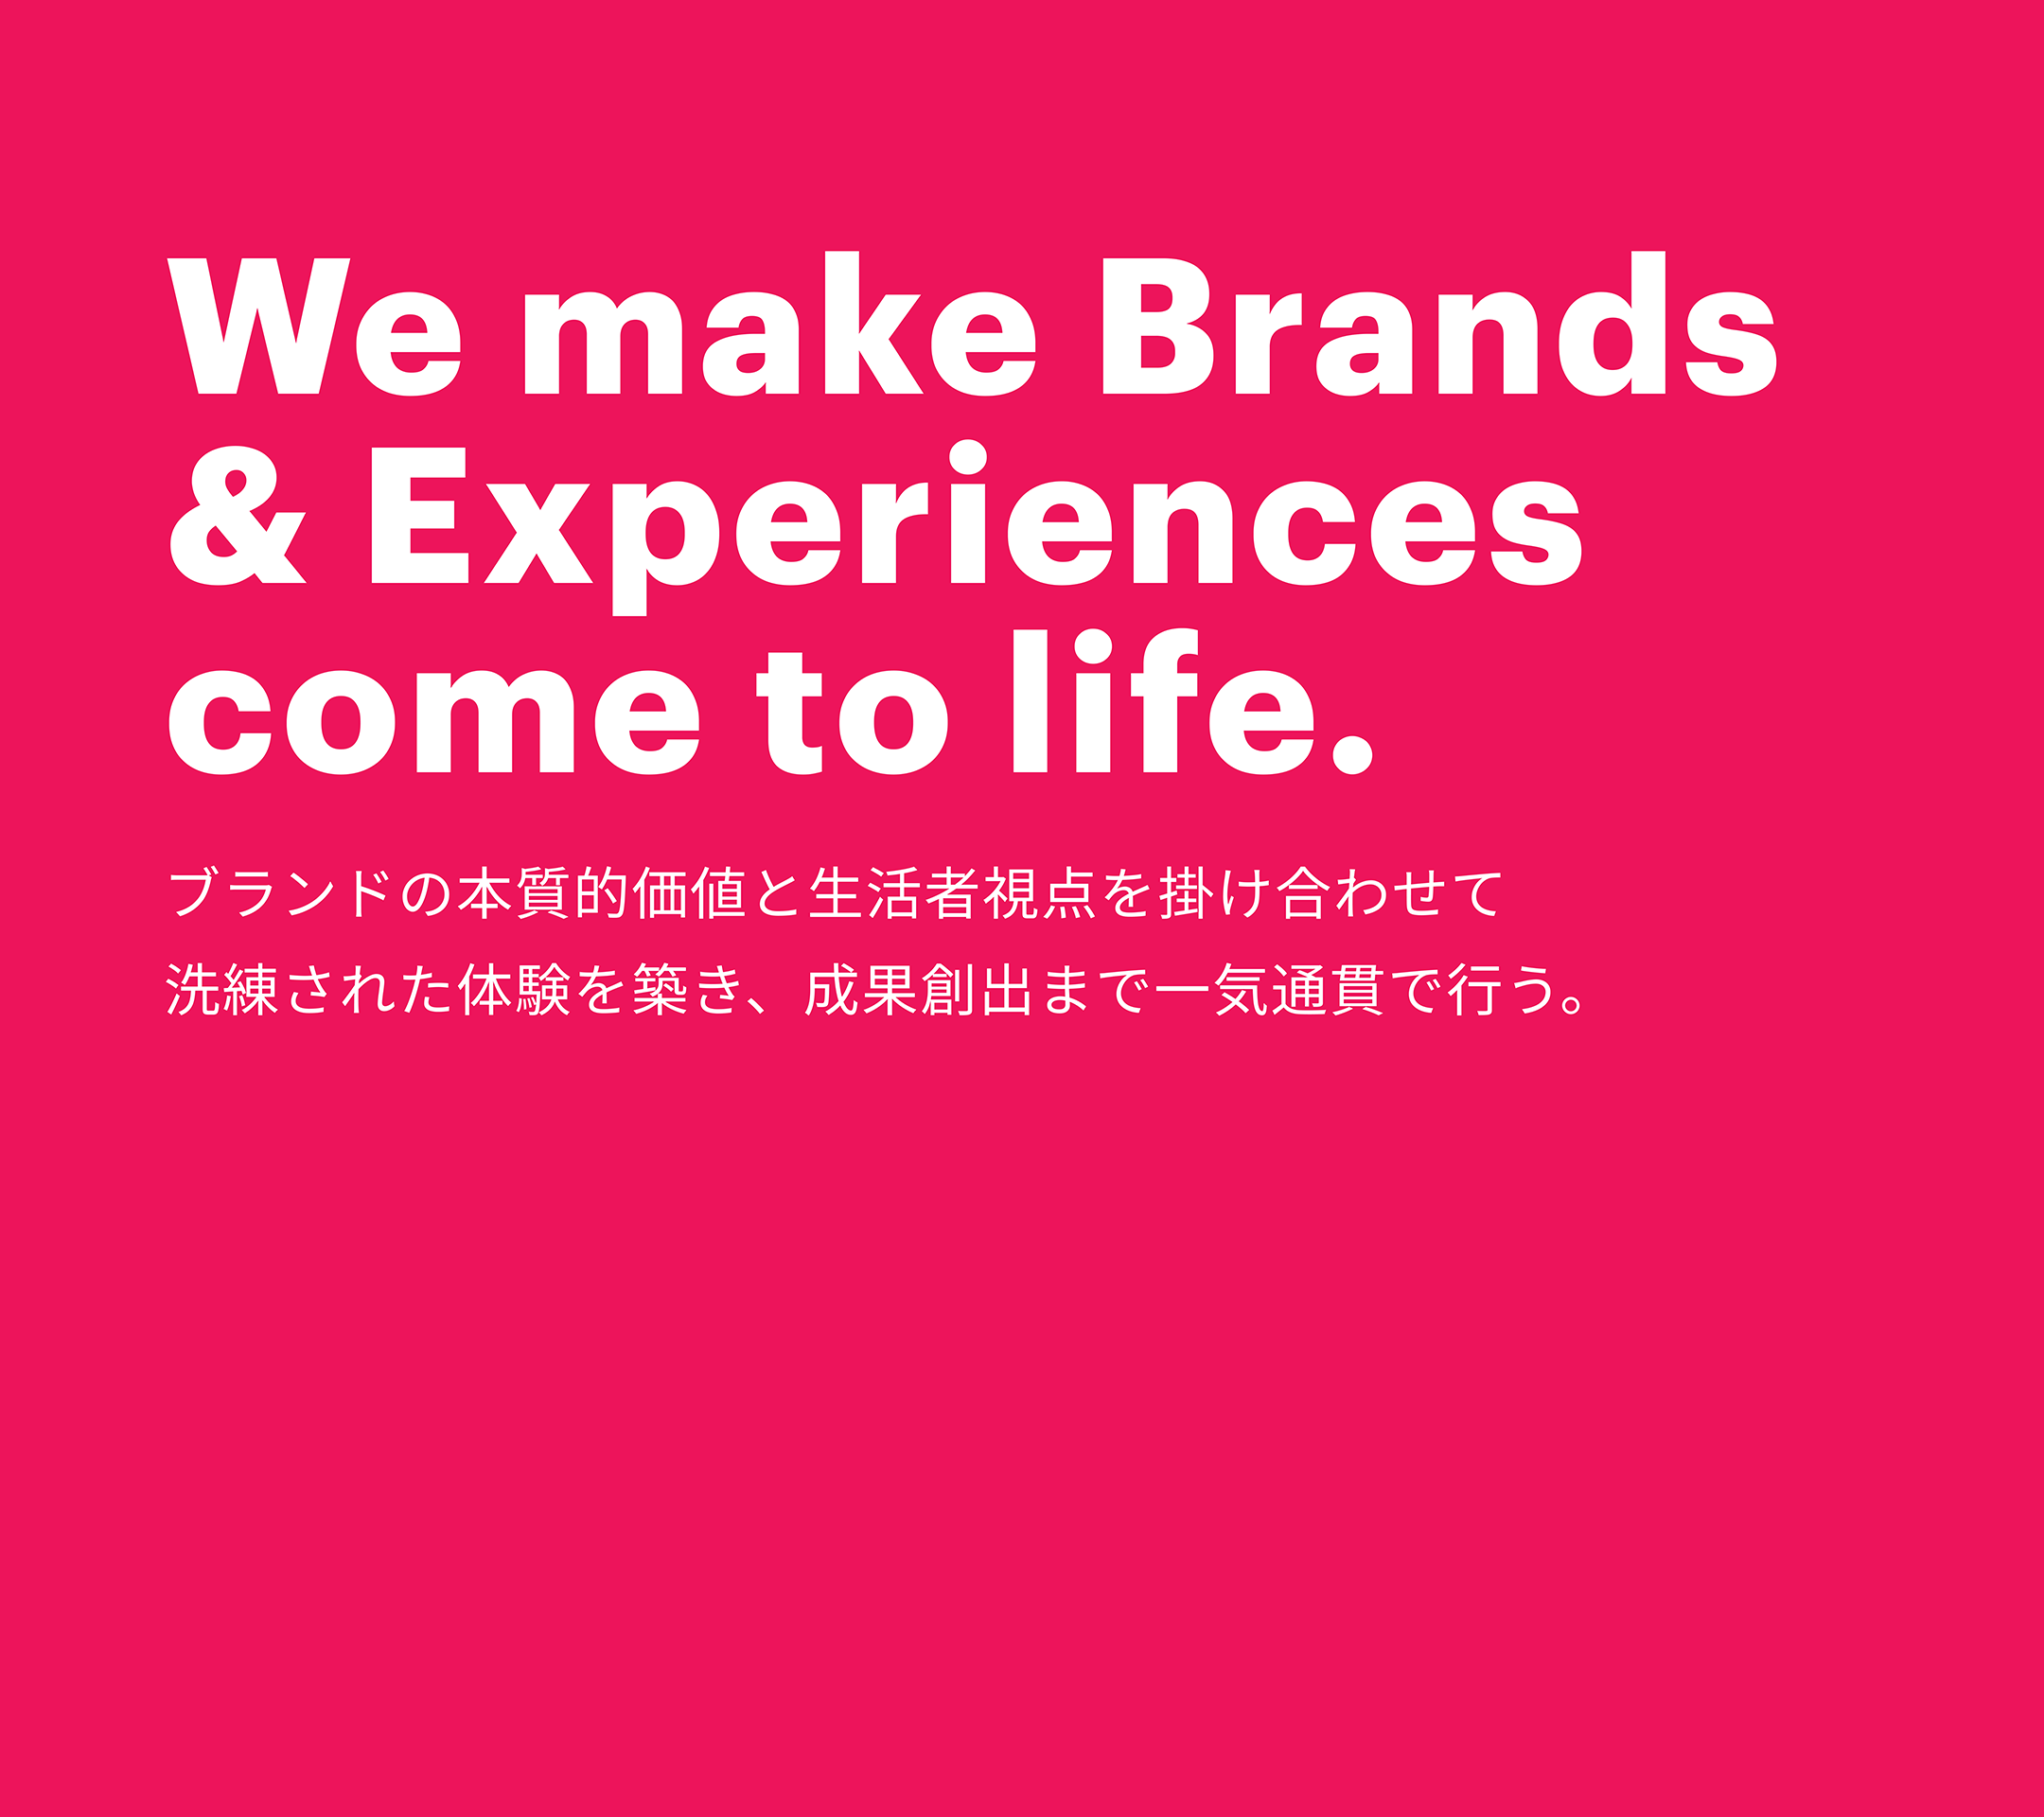 We make Brands
& Experiences
come to life.
ブランドの本質的価値と生活者視点を掛け合わせて
洗練された体験を築き、成果創出まで一気通貫で行う。